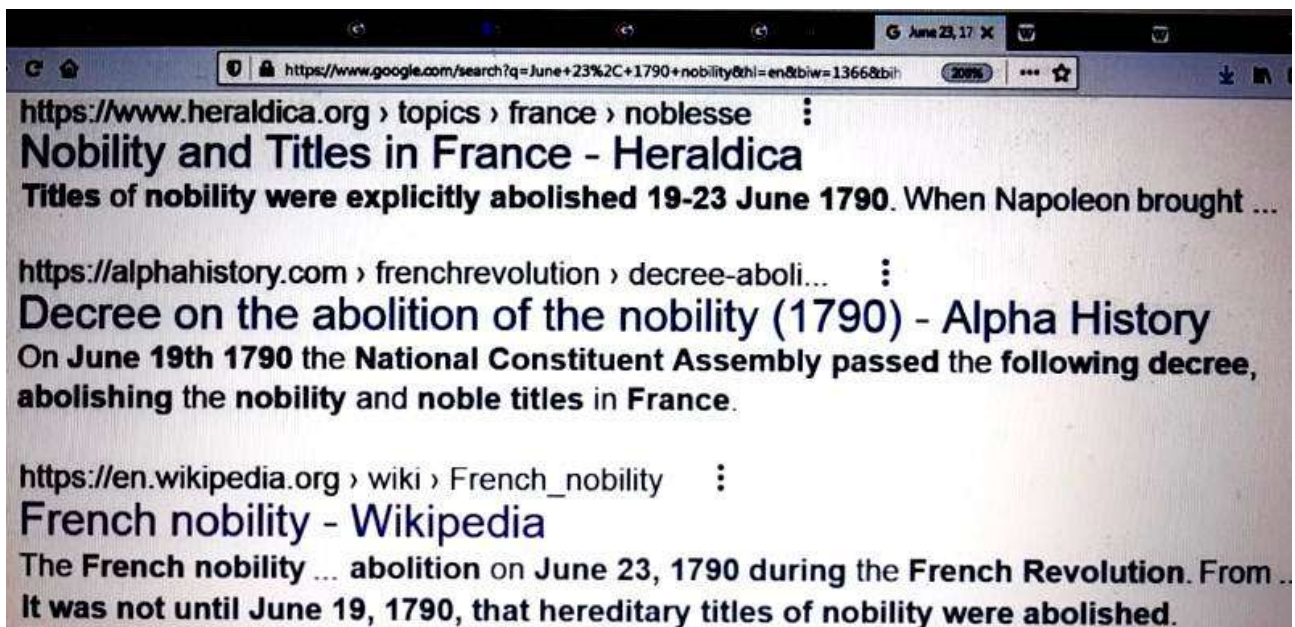 G June 23, 17 ✕
https://www.google.com/search?q=June+23%2C+1790+nobility&hl=en&biw=1366&bih
200%
https://www.heraldica.org › topics › france › noblesse
Nobility and Titles in France - Heraldica
Titles of nobility were explicitly abolished 19-23 June 1790. When Napoleon brought ...
https://alphahistory.com › frenchrevolution › decree-aboli...
Decree on the abolition of the nobility (1790) - Alpha History
On June 19th 1790 the National Constituent Assembly passed the following decree,
abolishing the nobility and noble titles in France.
https://en.wikipedia.org › wiki › French_nobility
French nobility - Wikipedia
The French nobility ... abolition on June 23, 1790 during the French Revolution. From ..
It was not until June 19, 1790, that hereditary titles of nobility were abolished.